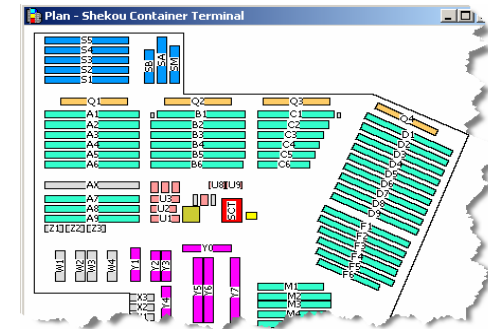 Plan - Shekou Container Terminal
S5
S4
S3
S2
S1
SB
SA
SM
Q1
Q2
Q3
Q4
A1
A2
A3
A4
A5
A6
B1
B2
B3
B4
B5
B6
C1
C2
C3
C4
C5
C6
D1
D2
D3
D4
D5
D6
D7
D8
D9
F1
F2
F3
F4
F5
F6
AX
A7
A8
A9
U3
U2
U1
[U8][U9]
SCT
[Z1][Z2][Z3]
W1
W2
W3
W4
Y1
Y2
Y3
Y4
Y0
Y5
Y6
Y7
X3
X2
M1
M2
M3
M4